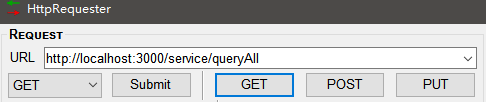 HttpRequester
REQUEST
URL http://localhost:3000/service/queryAll
GET Submit GET POST PUT